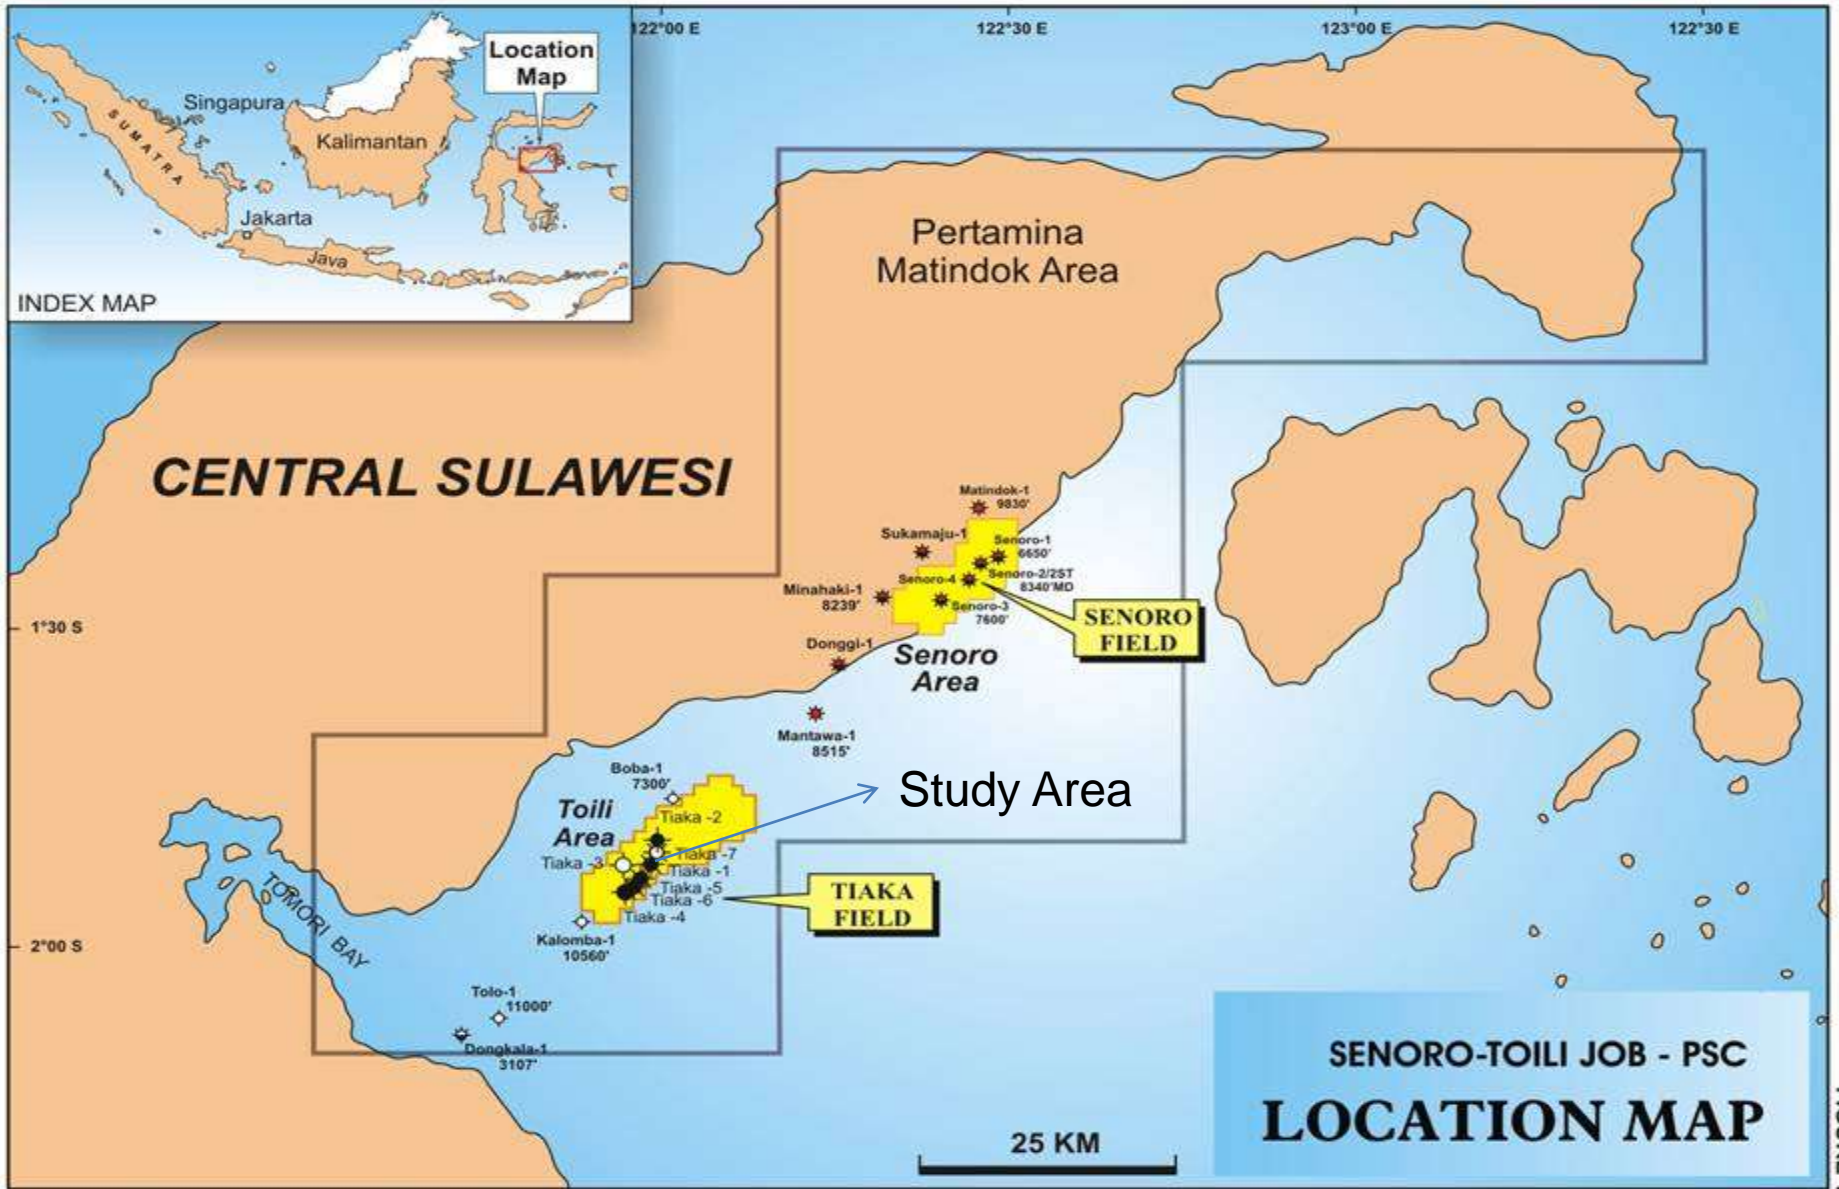 122°00 E
122°30 E
123°00 E
122°30 E
Location
Map
Singapura
SUMATRA
Kalimantan
Jakarta
Java
INDEX MAP
Pertamina
Matindok Area
CENTRAL SULAWESI
Matindok-1
9830'
Sukamaju-1
Senoro-1
6650'
Senoro-4
Senoro-2/2ST
8340'MD
Minahaki-1
8239'
Senoro-3
7600'
SENORO
FIELD
1°30 S
Donggi-1
Senoro
Area
Mantawa-1
8515'
Boba-1
7300'
Study Area
Toili
Area
Tiaka -2
Tiaka -7
Tiaka -3
Tiaka -1
Tiaka -5
Tiaka -6
Tiaka -4
TIAKA
FIELD
TOMORI BAY
2°00 S
Kalomba-1
10560'
Tolo-1
11000'
Dongkala-1
3107'
25 KM
SENORO-TOILI JOB - PSC
LOCATION MAP